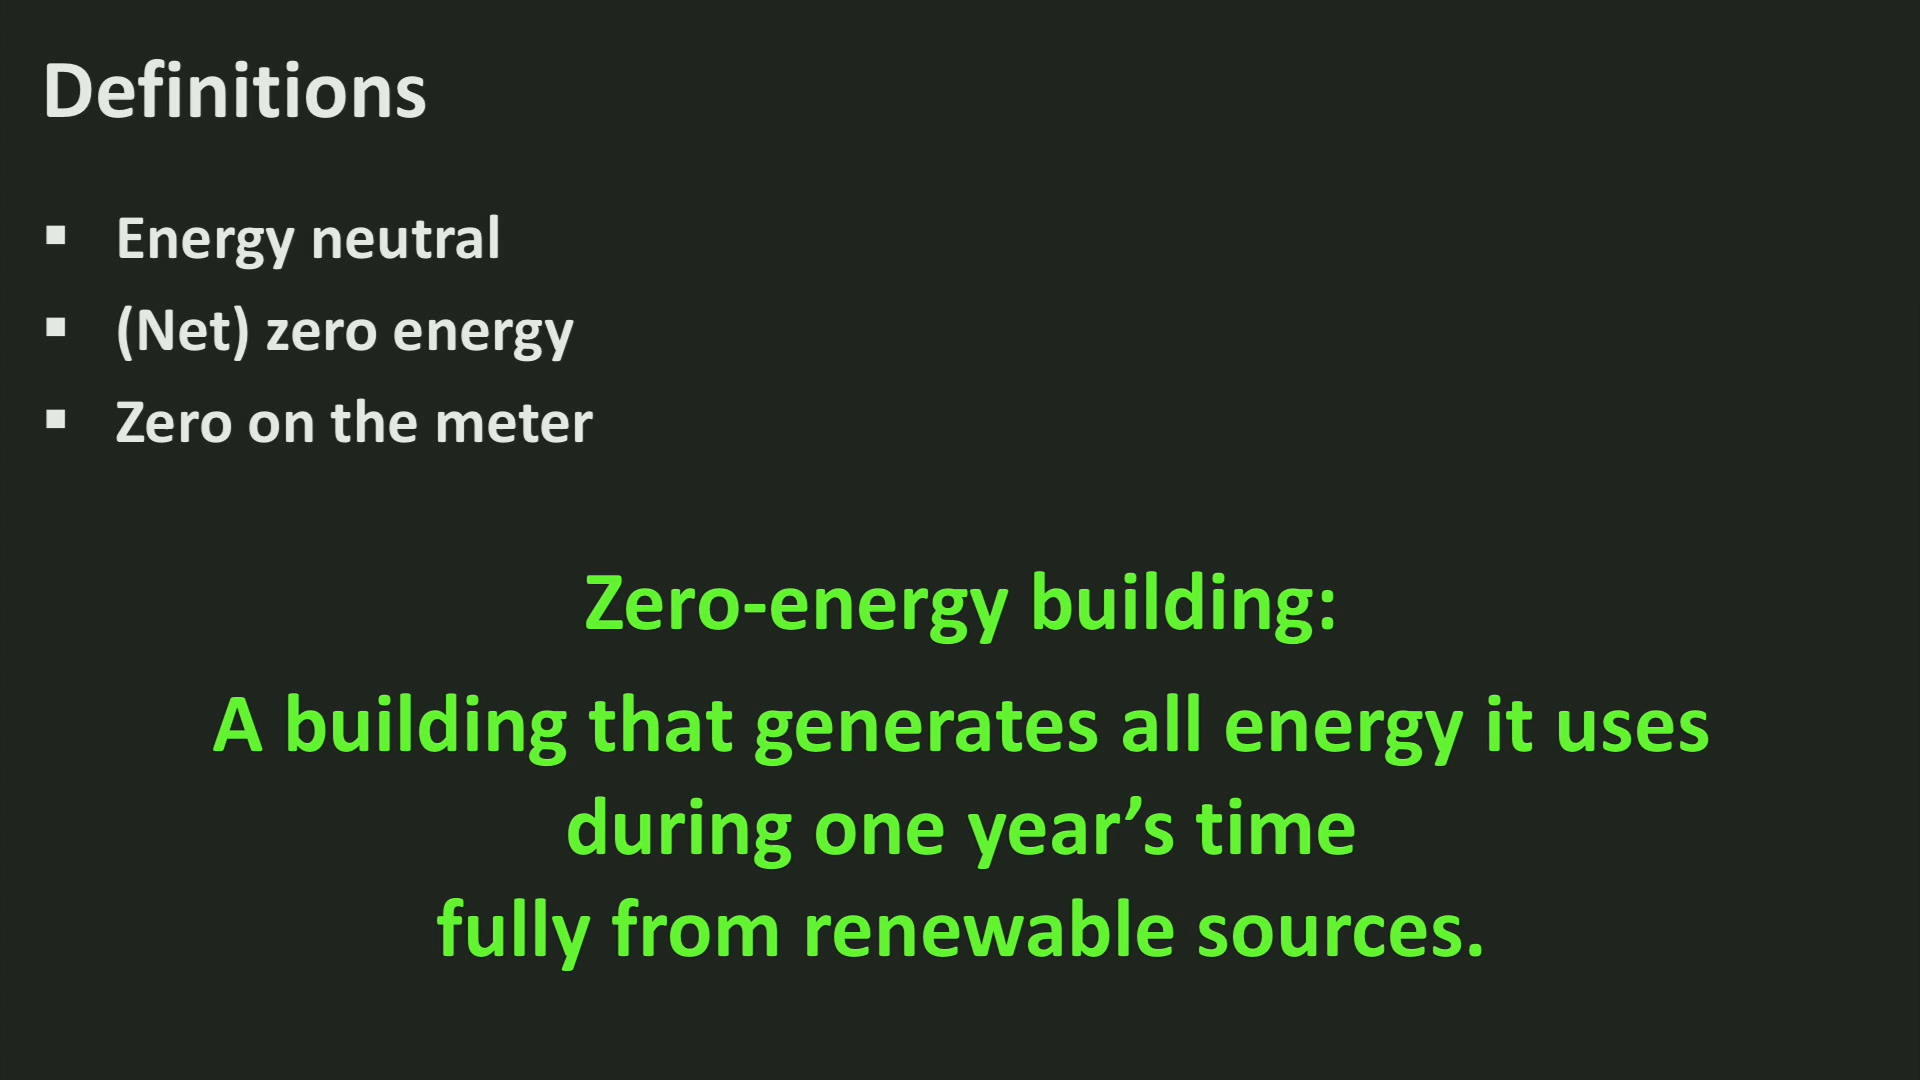 Definitions
▪ Energy neutral
▪ (Net) zero energy
▪ Zero on the meter
Zero-energy building:
A building that generates all energy it uses
during one year’s time
fully from renewable sources.